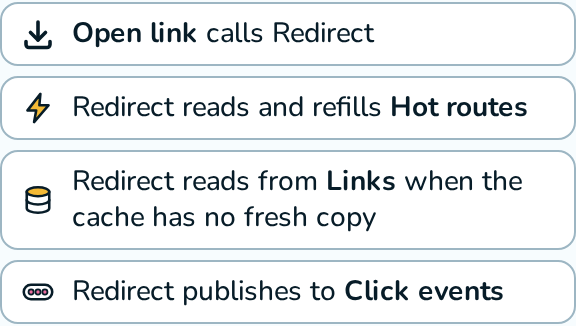 Open link calls Redirect
Redirect reads and refills Hot routes
Redirect reads from Links when the
cache has no fresh copy
Redirect publishes to Click events